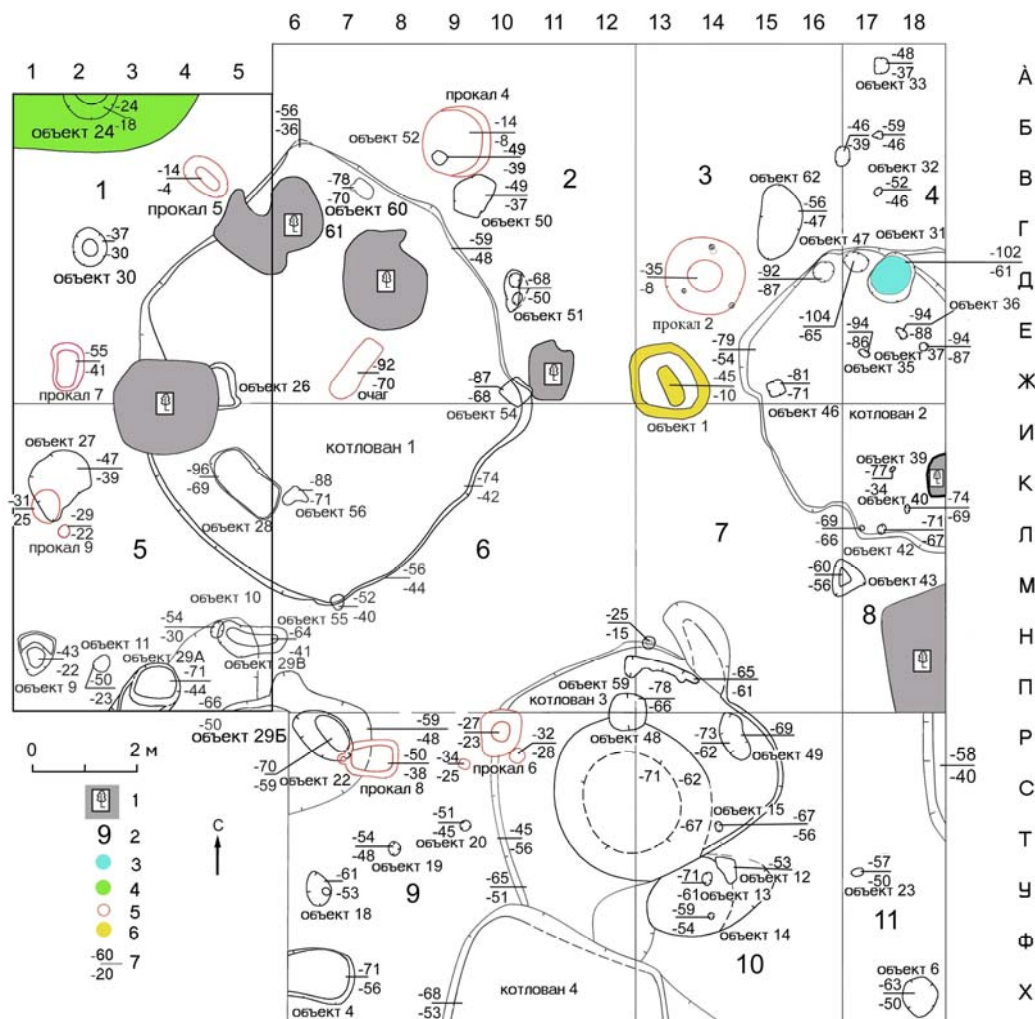 6 7 8 9 10 11 12 13 14 15 16 17 18
1 2 3 4 5
À
Б
В
Г
Д
Е
Ж
И
К
Л
М
Н
П
Р
С
Т
У
Ф
Х
-48
-37
объект 33
-24
-18
объект 24
-56
-36
прокал 4
объект 52
-14
-8
-49
-39
-46
-39
-59
-46
объект 32
-52
-46
4
1
-14
-4
прокал 5
-78
-70
объект 60
61
-49
-37
объект 50
2
3
объект 62
-56
-47
объект 47
объект 31
-102
-61
-37
-30
объект 30
-59
-48
-68
-50
объект 51
-35
-8
прокал 2
-92
-87
-104
-65
объект 36
-94
-88
-94
-86
объект 37
объект 35
-94
-87
-55
-41
прокал 7
объект 26
-92
-70
очаг
-87
-68
объект 54
-79
-54
-45
-10
объект 1
-81
-71
объект 46
котлован 2
котлован 1
объект 27
-47
-39
-31
25
-29
-22
прокал 9
-96
-69
объект 28
-88
-71
объект 56
-74
-42
объект 39
-77
-34
объект 40
-74
-69
-69
-66
-71
-67
объект 42
5
6
7
8
-56
-44
-52
-40
объект 55
-60
-56
объект 43
объект 10
-54
-30
-64
-41
объект 29В
объект 11
объект 29А
-43
-22
объект 9
-50
-23
-71
-44
-66
-50
объект 29Б
-25
-15
объект 59
-65
-61
котлован 3
-78
-66
объект 48
-59
-48
-27
-23
-32
-28
прокал 6
-34
-25
-73
-62
-69
объект 49
-70
-59
объект 22
-50
-38
прокал 8
-71
-62
-67
объект 15
-67
-56
-58
-40
0 2 м
1
9 2
3
4
5
6
-60
-20
7
С
-51
-45
объект 20
-54
-48
объект 19
-45
-56
-61
-53
объект 18
9
-65
-51
-53
объект 12
-71
-61
объект 13
-59
-54
объект 14
10
-57
-50
объект 23
11
-71
-56
объект 4
-68
-53
котлован 4
объект 6
-63
-50